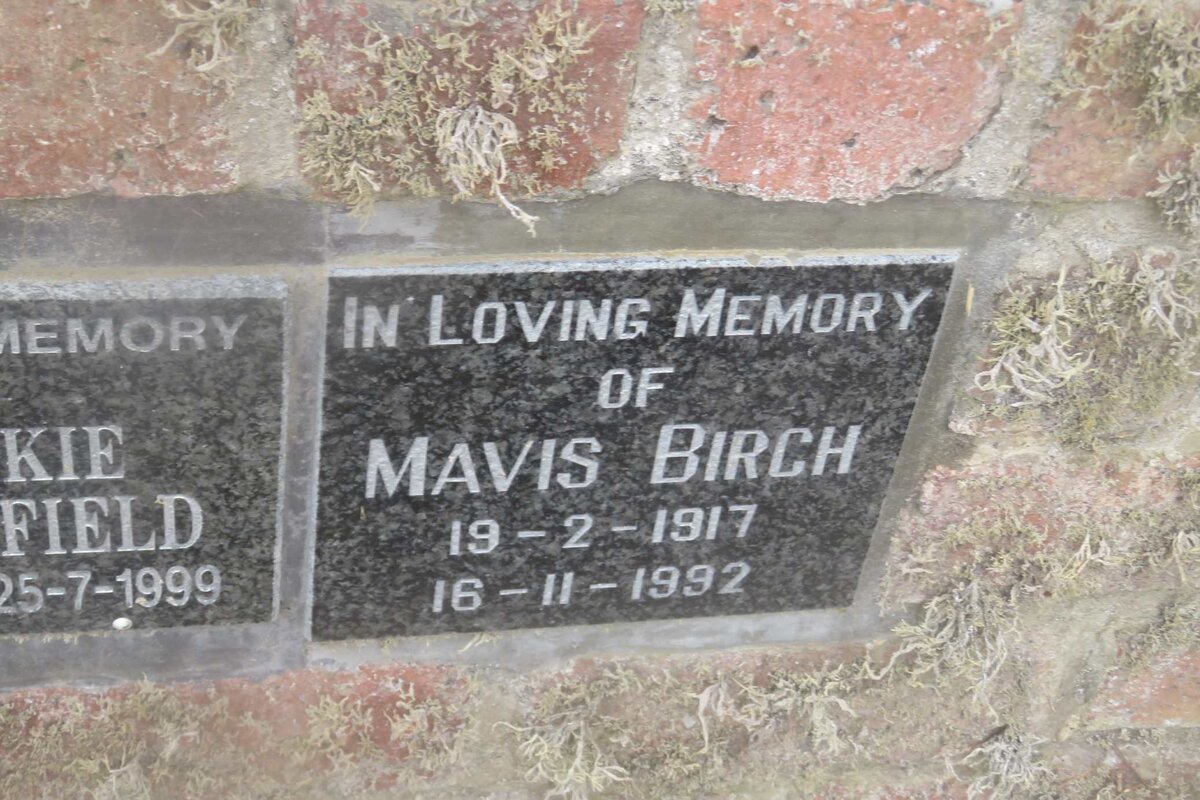 MEMORY
KIE
FIELD
25-7-1999
IN LOVING MEMORY
OF
MAVIS BIRCH
19-2-1917
16-11-1992